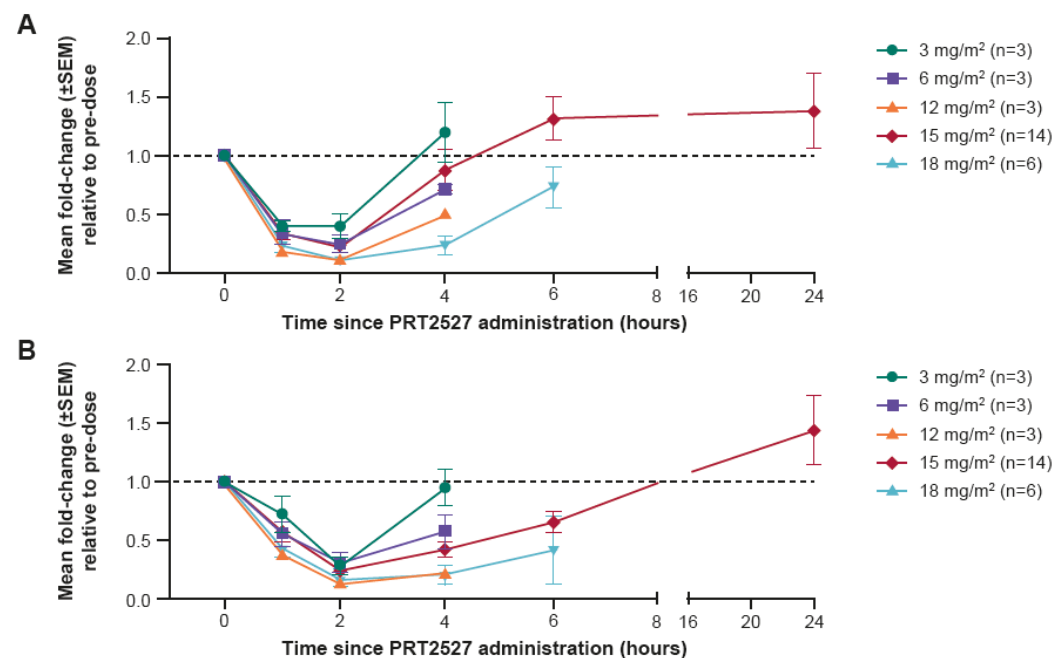 A
Mean fold-change (±SEM)
relative to pre-dose
2.0
1.5
1.0
0.5
0.0
0
2
4
6
8
16
20
24
Time since PRT2527 administration (hours)
3 mg/m² (n=3)
6 mg/m² (n=3)
12 mg/m² (n=3)
15 mg/m² (n=14)
18 mg/m² (n=6)
B
Mean fold-change (±SEM)
relative to pre-dose
2.0
1.5
1.0
0.5
0.0
0
2
4
6
8
16
20
24
Time since PRT2527 administration (hours)
3 mg/m² (n=3)
6 mg/m² (n=3)
12 mg/m² (n=3)
15 mg/m² (n=14)
18 mg/m² (n=6)